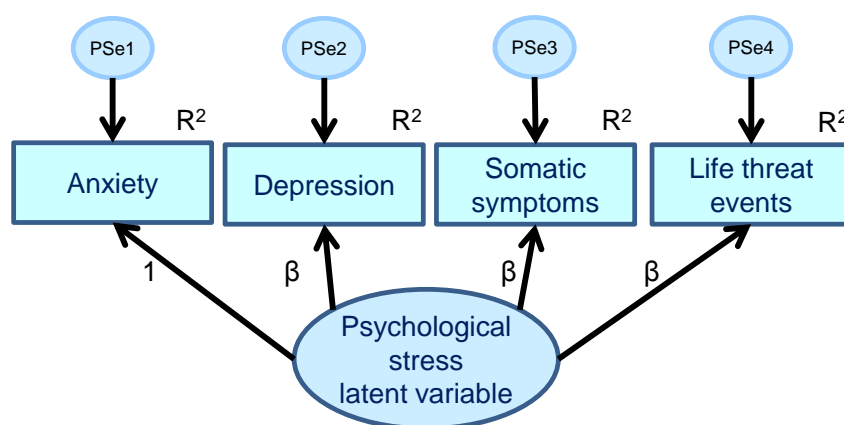 PSe1
PSe2
PSe3
PSe4
R²
R²
R²
R²
Anxiety
Depression
Somatic
symptoms
Life threat
events
1
β
β
β
Psychological
stress
latent variable